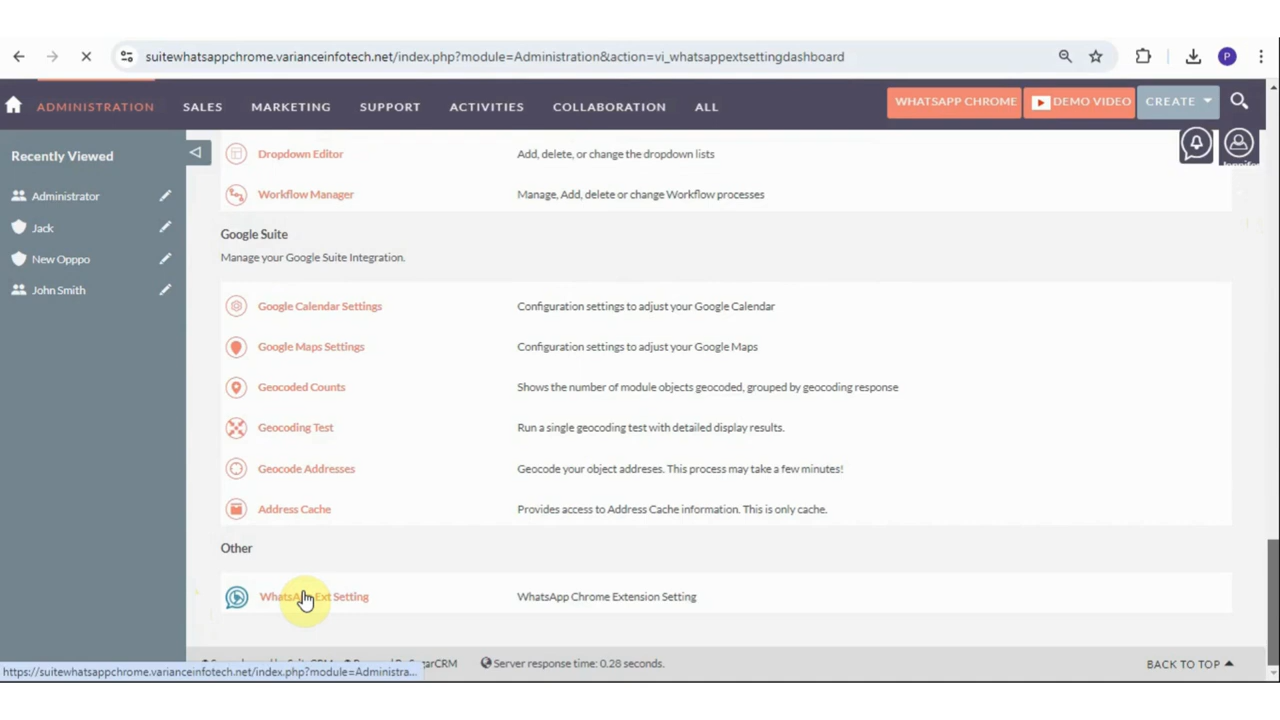 suitewhatsappchrome.varianceinfotech.net/index.php?module=Administration&action=vi_whatsappextsettingdashboard
P
ADMINISTRATION SALES MARKETING SUPPORT ACTIVITIES COLLABORATION ALL WHATSAPP CHROME DEMO VIDEO CREATE
Recently Viewed
Administrator
Jack
New Opppo
John Smith
Dropdown Editor Add, delete, or change the dropdown lists
Workflow Manager Manage, Add, delete or change Workflow processes
Google Suite
Manage your Google Suite Integration.
Google Calendar Settings Configuration settings to adjust your Google Calendar
Google Maps Settings Configuration settings to adjust your Google Maps
Geocoded Counts Shows the number of module objects geocoded, grouped by geocoding response
Geocoding Test Run a single geocoding test with detailed display results.
Geocode Addresses Geocode your object addreses. This process may take a few minutes!
Address Cache Provides access to Address Cache information. This is only cache.
Other
WhatsApp Ext Setting WhatsApp Chrome Extension Setting
Server response time: 0.28 seconds. BACK TO TOP
https://suitewhatsappchrome.varianceinfotech.net/index.php?module=Administra...